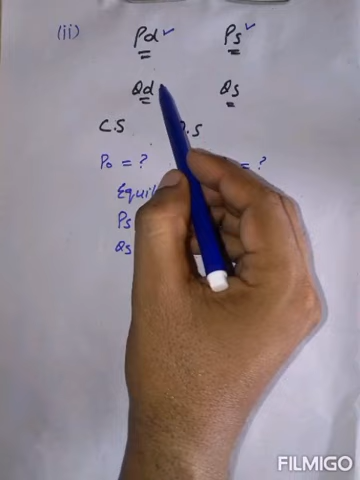 (ii) Pd Ps
Qd Qs
C.S .S
Po = ? = ?
Equil
Ps
Qs
FILMIGO